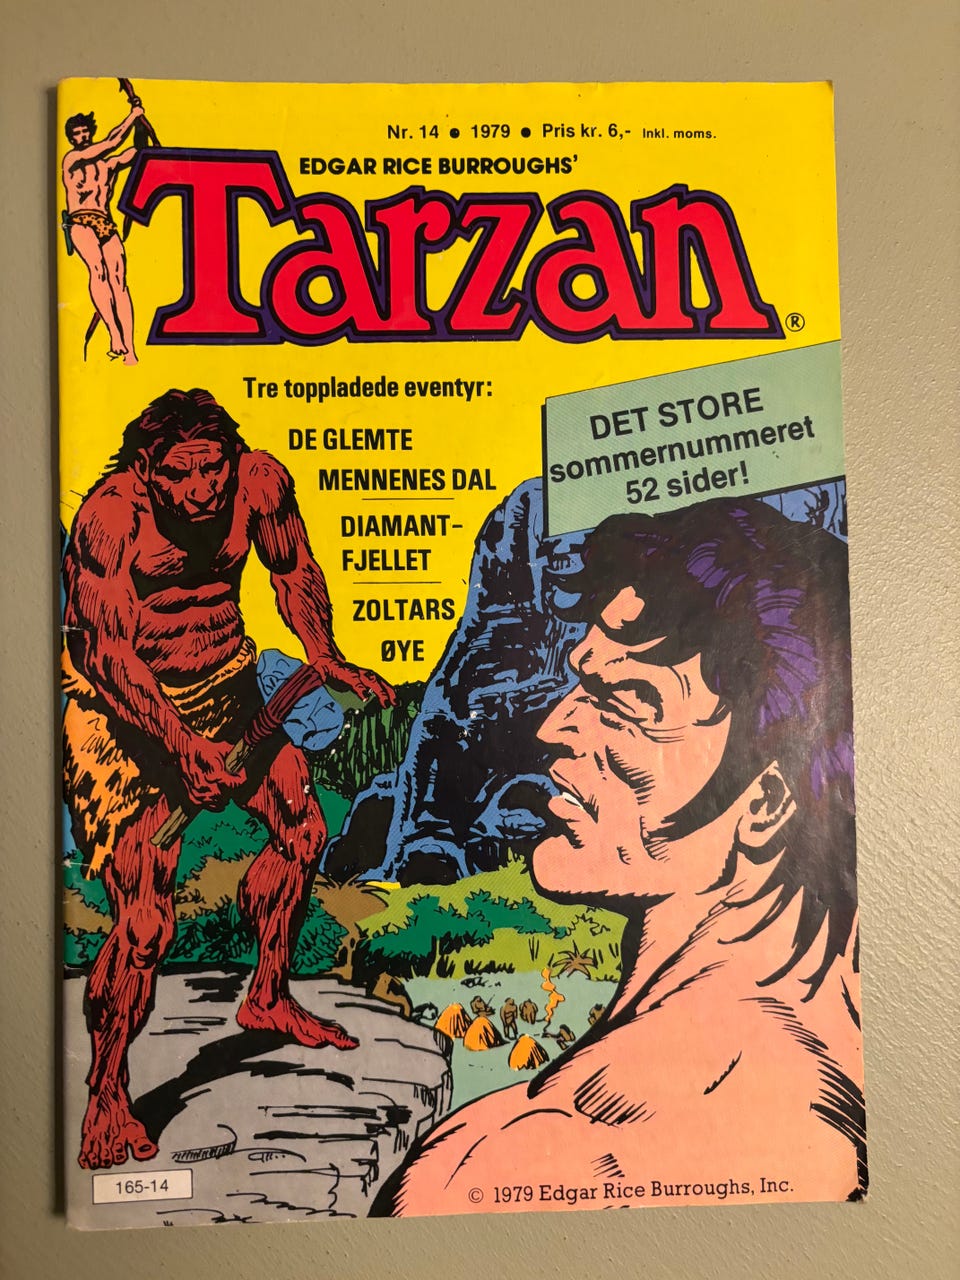 Nr. 14 ● 1979 ● Pris kr. 6,- Inkl. moms.
EDGAR RICE BURROUGHS'
Tarzan ®
Tre toppladede eventyr:
DE GLEMTE
MENNENES DAL
DIAMANT-
FJELLET
ZOLTARS
ØYE
DET STORE
sommernummeret
52 sider!
165-14
© 1979 Edgar Rice Burroughs, Inc.